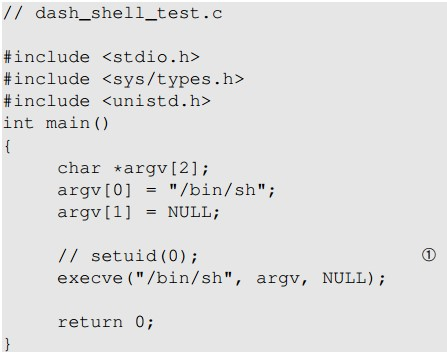 // dash_shell_test.c
#include <stdio.h>
#include <sys/types.h>
#include <unistd.h>
int main()
{
char *argv[2];
argv[0] = "/bin/sh";
argv[1] = NULL;
// setuid(0); ①
execve("/bin/sh", argv, NULL);
return 0;
}